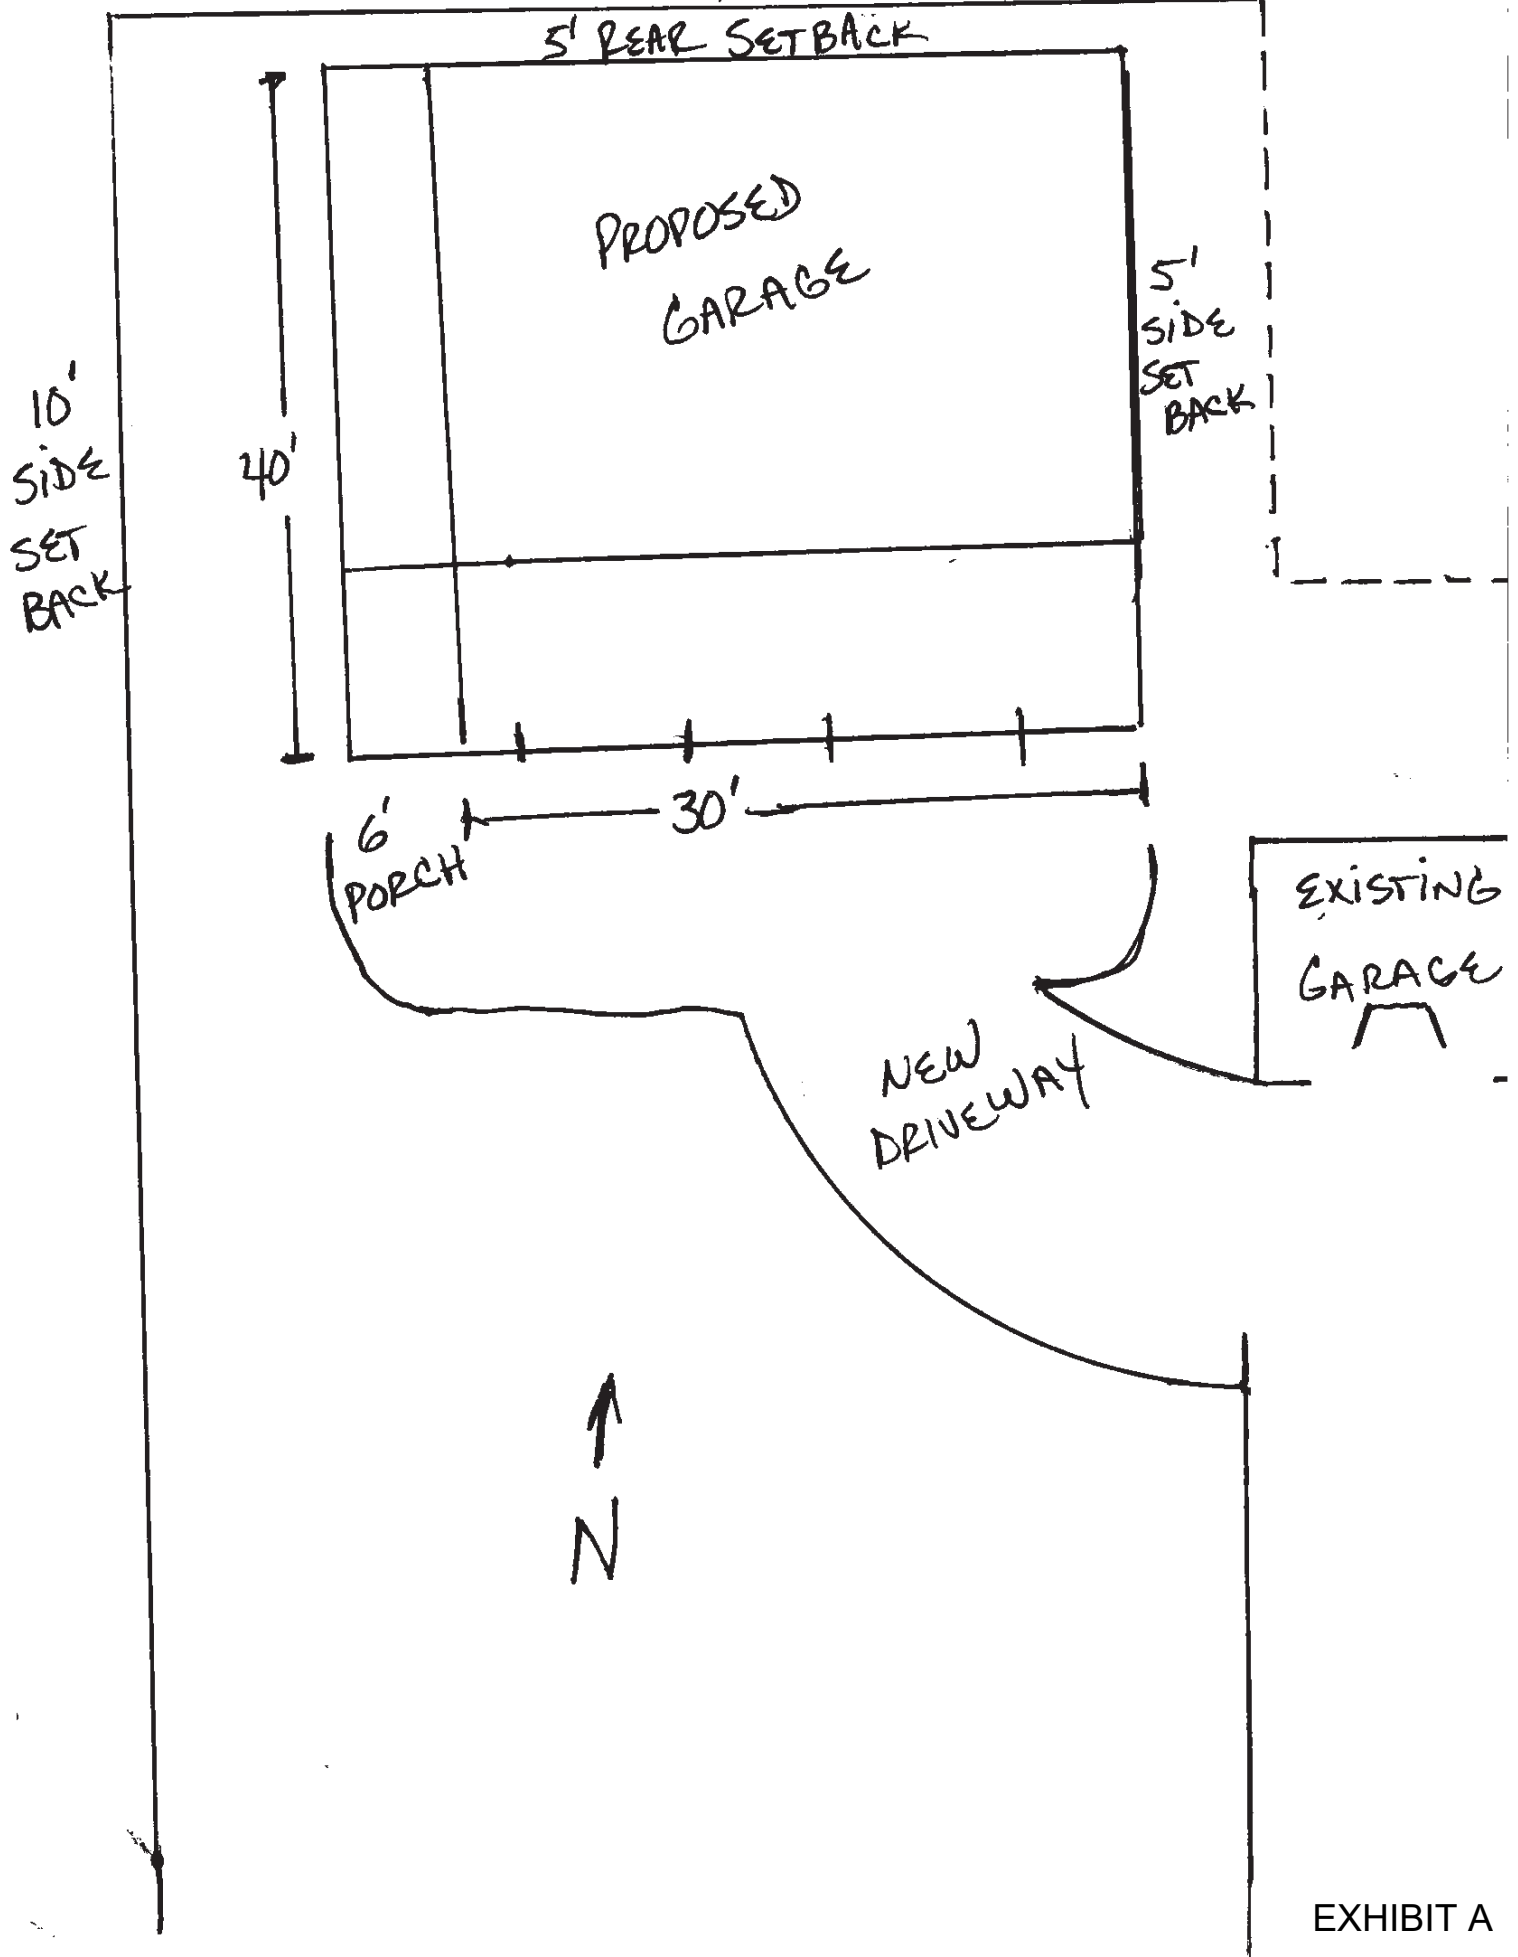 5' REAR SETBACK
PROPOSED
GARAGE
5'
SiDE
SET
BACK
10'
SiDE
SET
BACK
40'
30'
6'
PORCH
EXiSTiNG
GARAGE
NEW
DRIVEWAY
N
EXHIBIT A